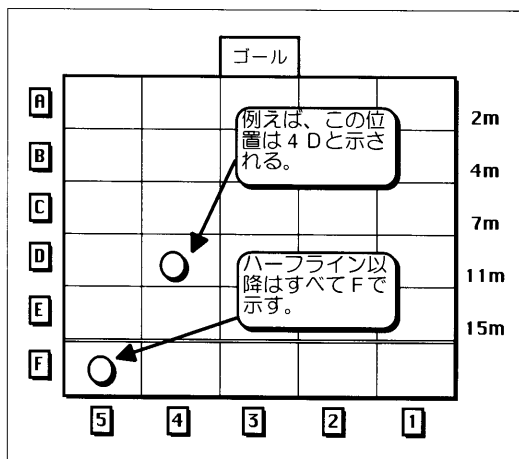 ゴール
A
2m
例えば、この位
置は4Dと示さ
れる。
B
4m
C
7m
D
11m
ハーフライン以
降はすべてFで
示す。
E
15m
F
5 4 3 2 1